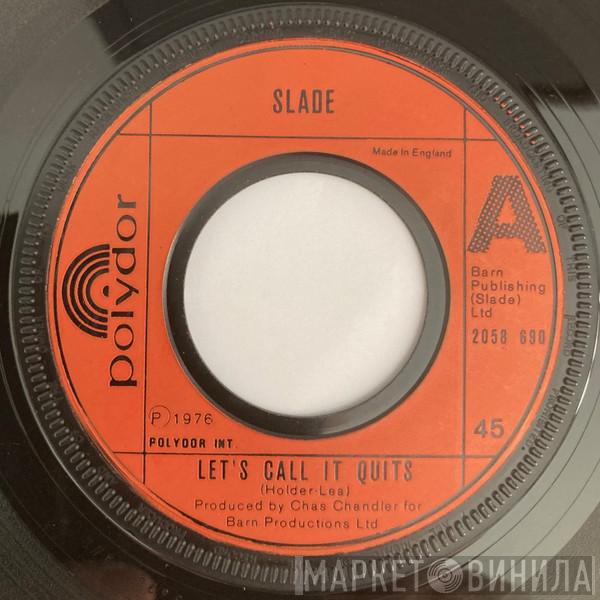 SLADE
Made In England
A
polydor
Barn
Publishing
(Slade)
Ltd
2058 690
℗ 1976
POLYDOR INT.
45
LET'S CALL IT QUITS
(Holder-Lea)
Produced by Chas Chandler for
Barn Productions Ltd
МАРКЕТ ВИНИЛА